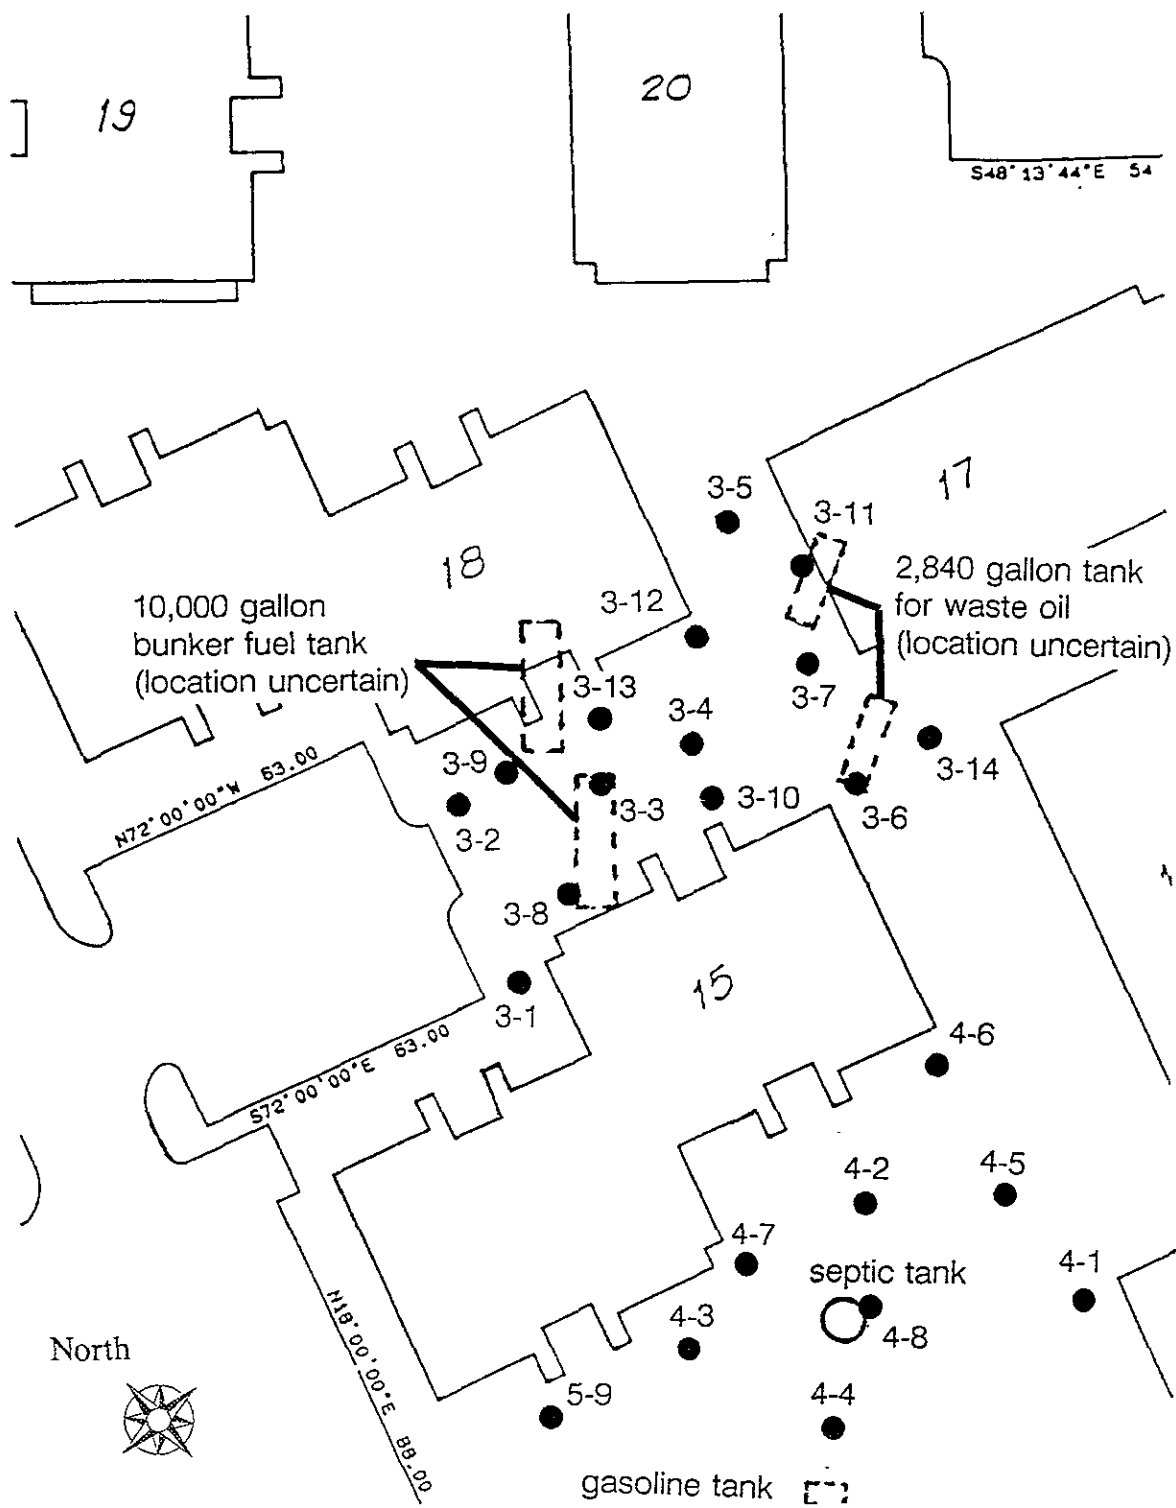 19
20
S48°13'44"E 54
17
3-5
3-11
18
2,840 gallon tank
for waste oil
(location uncertain)
10,000 gallon
bunker fuel tank
(location uncertain)
3-12
3-13
3-7
3-4
3-14
3-9
3-3
3-10
3-6
3-2
N72°00'00"W 63.00
3-8
15
3-1
S72°00'00"E 63.00
4-6
4-2
4-5
4-7
septic tank
4-1
4-3
4-8
N18°00'00"E 88.00
North
5-9
4-4
gasoline tank